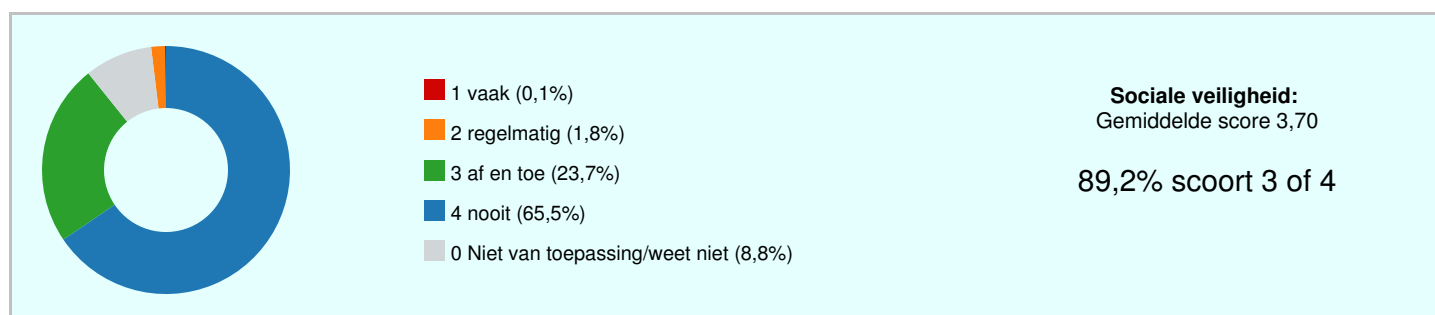 1 vaak (0,1%)
2 regelmatig (1,8%)
3 af en toe (23,7%)
4 nooit (65,5%)
0 Niet van toepassing/weet niet (8,8%)
Sociale veiligheid:
Gemiddelde score 3,70
89,2% scoort 3 of 4